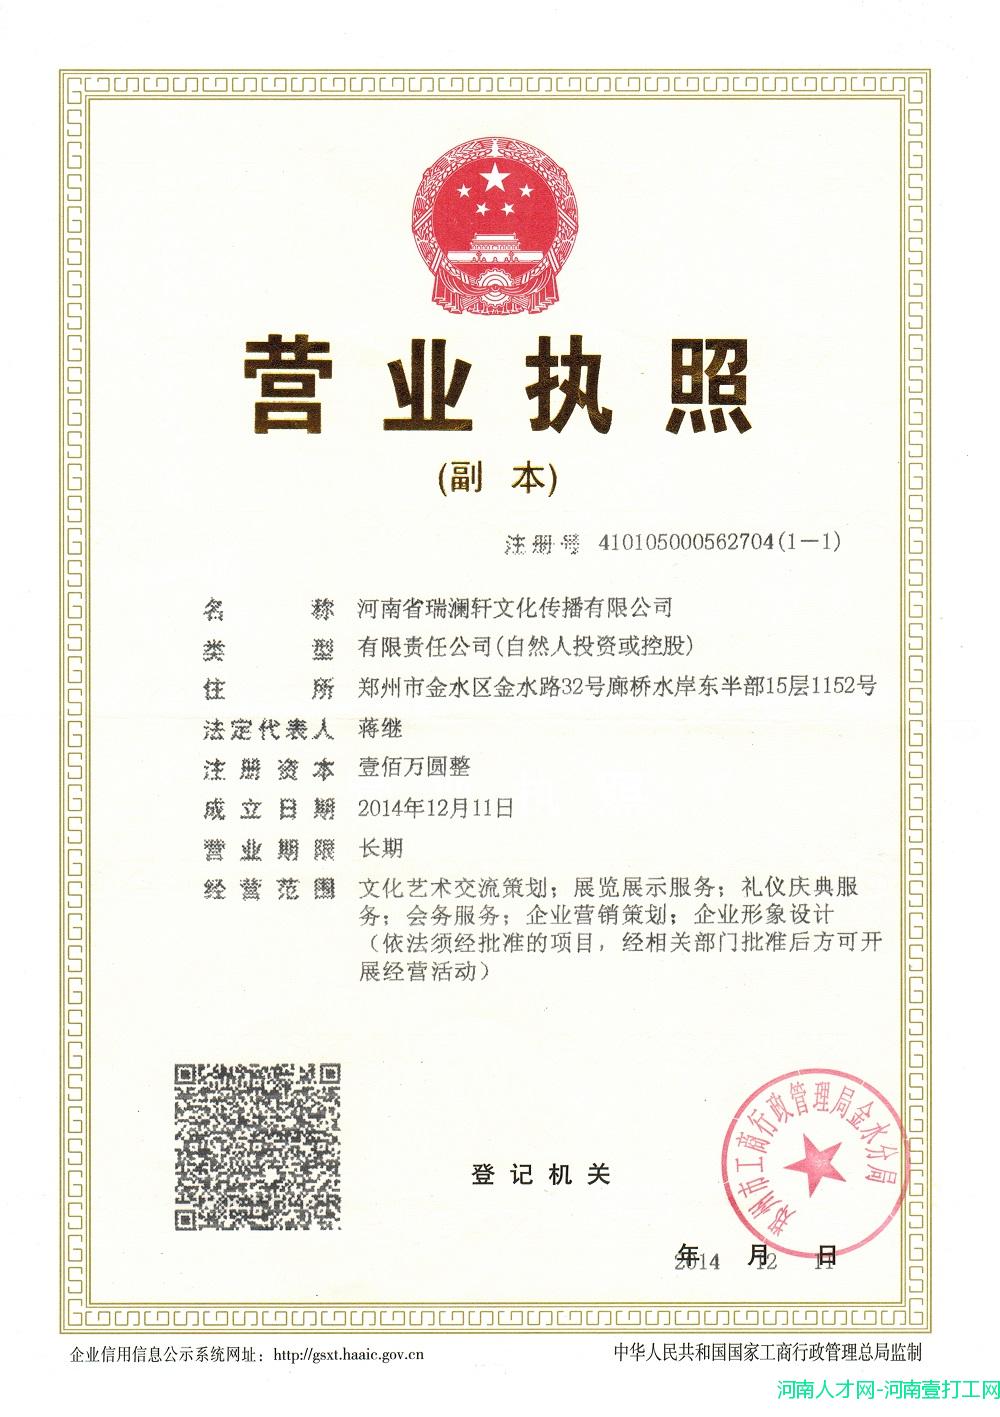 营业执照
(副 本)
注册号 410105000562704(1-1)
名称 河南省瑞澜轩文化传播有限公司
类型 有限责任公司(自然人投资或控股)
住所 郑州市金水区金水路32号廊桥水岸东半部15层1152号
法定代表人 蒋继
注册资本 壹佰万圆整
成立日期 2014年12月11日
营业期限 长期
经营范围 文化艺术交流策划；展览展示服务；礼仪庆典服
务；会务服务；企业营销策划；企业形象设计
（依法须经批准的项目，经相关部门批准后方可开
展经营活动）
郑州市工商行政管理局金水分局
登记机关
2014年 12月 11日
企业信用信息公示系统网址：http://gsxt.haaic.gov.cn
中华人民共和国国家工商行政管理总局监制
河南人才网-河南壹打工网